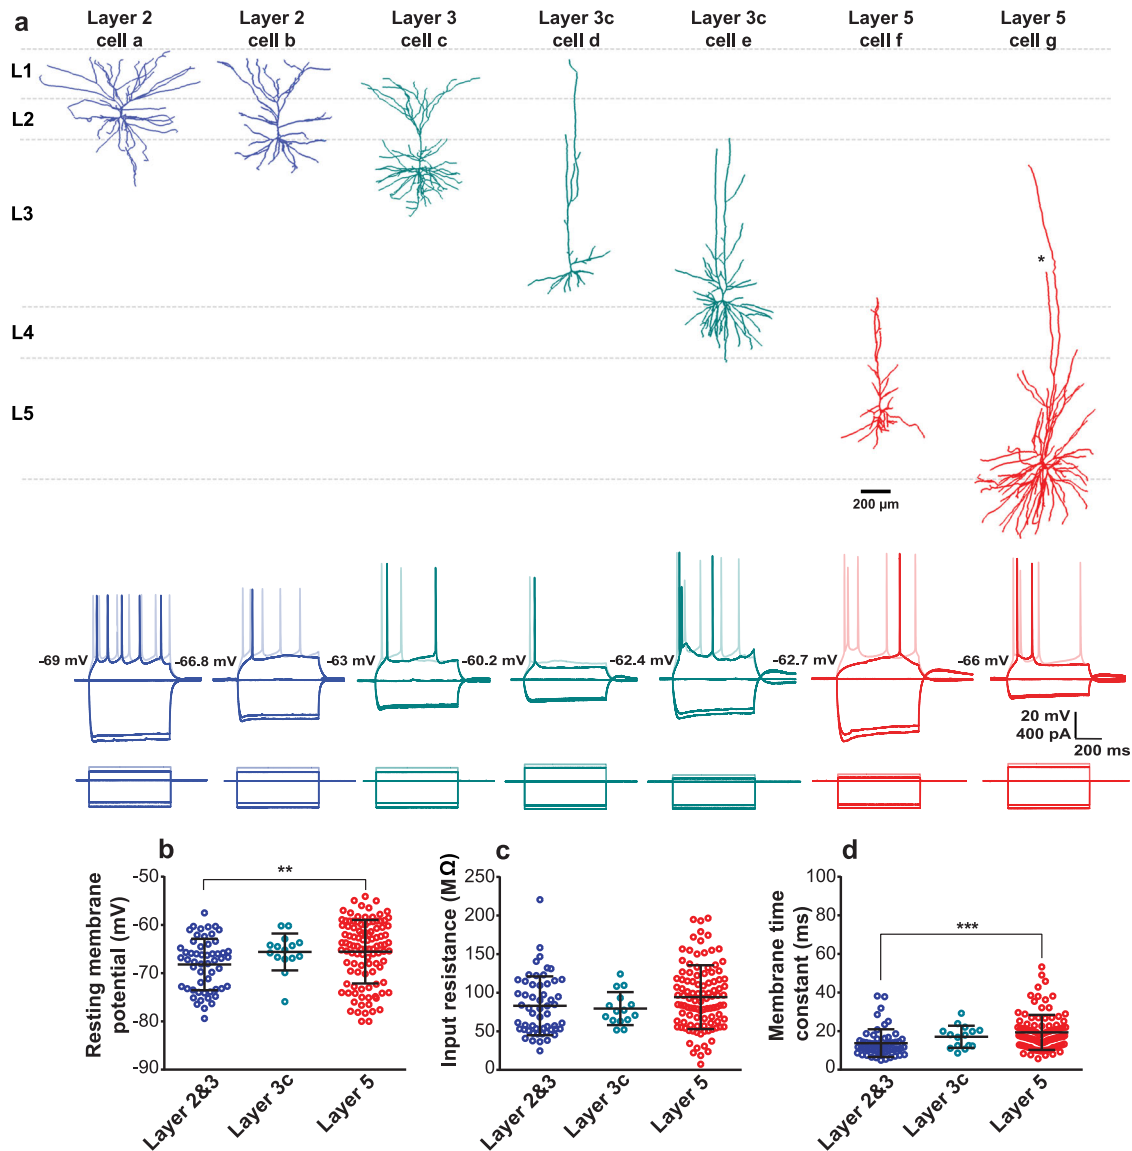 a
Layer 2 cell a
Layer 2 cell b
Layer 3 cell c
Layer 3c cell d
Layer 3c cell e
Layer 5 cell f
Layer 5 cell g
L1
L2
L3
*
L4
L5
200 µm
-69 mV
-66.8 mV
-63 mV
-60.2 mV
-62.4 mV
-62.7 mV
-66 mV
20 mV
400 pA
200 ms
b
Resting membrane potential (mV)
-50
-60
-70
-80
-90
**
Layer 2&3
Layer 3c
Layer 5
c
Input resistance (MΩ)
250
200
150
100
50
0
Layer 2&3
Layer 3c
Layer 5
d
Membrane time constant (ms)
100
80
60
40
20
0
***
Layer 2&3
Layer 3c
Layer 5